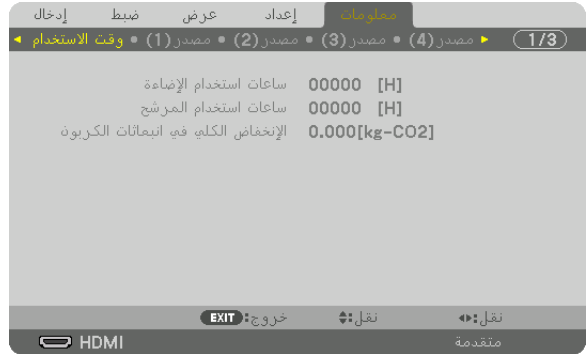 إدخال ضبط عرض إعداد معلومات
◂ وقت الاستخدام • مصدر(1) • مصدر(2) • مصدر(3) • مصدر(4) ▸ 1/3
ساعات استخدام الإضاءة 00000 [H]
ساعات استخدام المرشح 00000 [H]
الإنخفاض الكلي في انبعاثات الكربون 0.000[kg-CO2]
EXIT:خروج نقل: نقل:
HDMI متقدمة